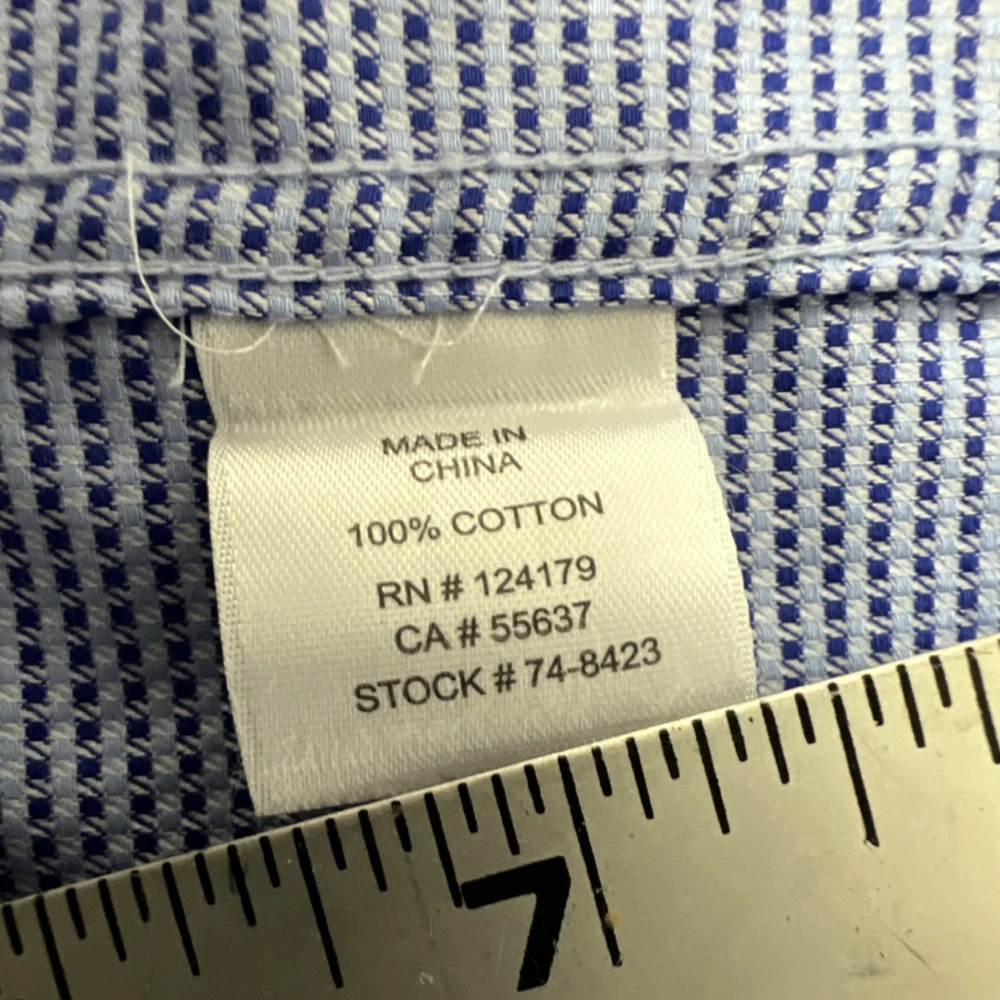 MADE IN
CHINA
100% COTTON
RN # 124179
CA # 55637
STOCK # 74-8423
7